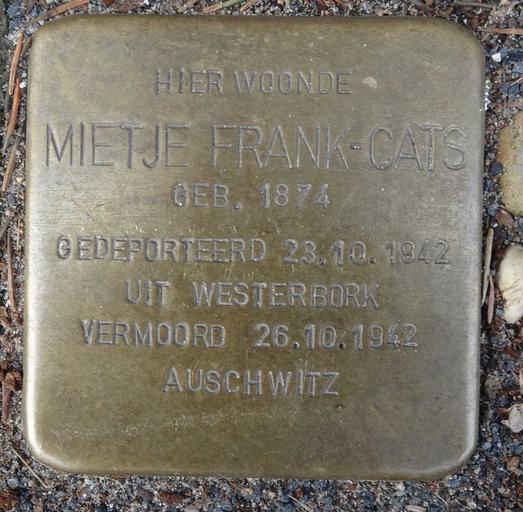 HIER WOONDE
MIETJE FRANK-CATS
GEB. 1874
GEDEPORTEERD 23.10.1942
UIT WESTERBORK
VERMOORD 26.10.1942
AUSCHWITZ